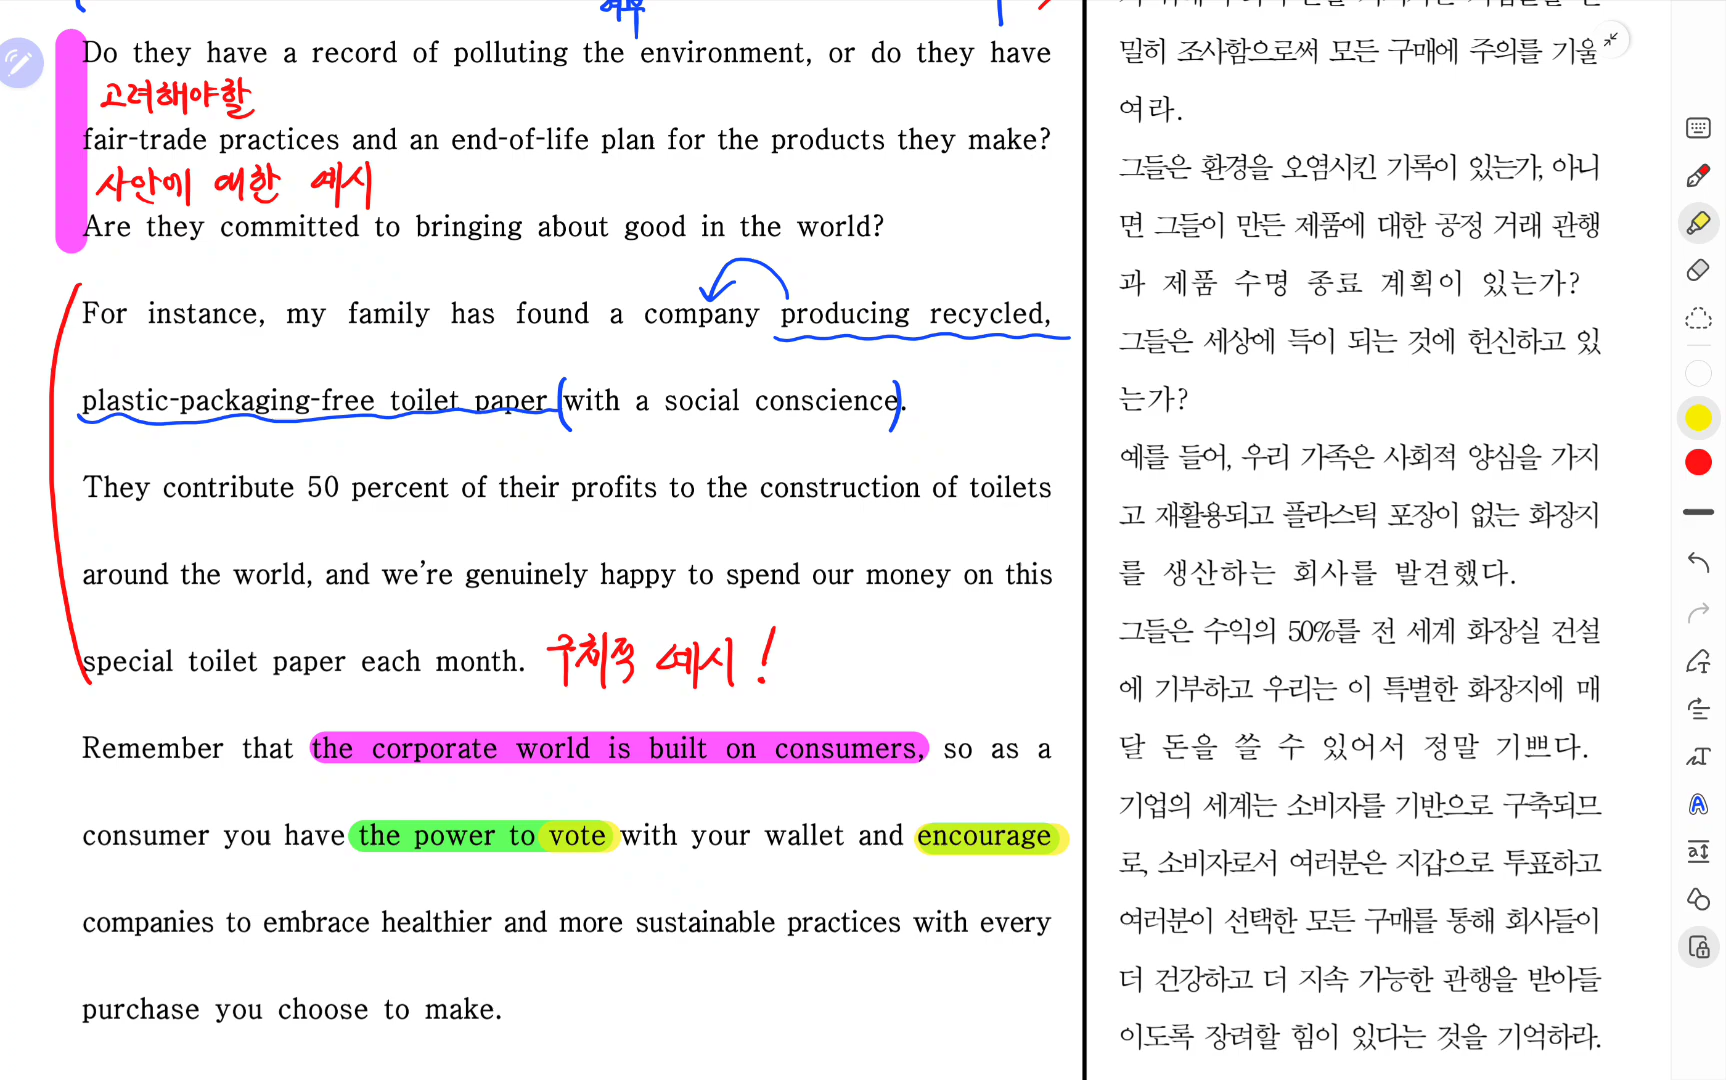 여부
Do they have a record of polluting the environment, or do they have
고려해야할
fair-trade practices and an end-of-life plan for the products they make?
사안에 대한 예시
Are they committed to bringing about good in the world?
For instance, my family has found a company producing recycled,
plastic-packaging-free toilet paper (with a social conscience).
They contribute 50 percent of their profits to the construction of toilets
around the world, and we're genuinely happy to spend our money on this
special toilet paper each month. 구체적 예시!
Remember that the corporate world is built on consumers, so as a
consumer you have the power to vote with your wallet and encourage
companies to embrace healthier and more sustainable practices with every
purchase you choose to make.
밀히 조사함으로써 모든 구매에 주의를 기울
여라.
그들은 환경을 오염시킨 기록이 있는가, 아니
면 그들이 만든 제품에 대한 공정 거래 관행
과 제품 수명 종료 계획이 있는가?
그들은 세상에 득이 되는 것에 헌신하고 있
는가?
예를 들어, 우리 가족은 사회적 양심을 가지
고 재활용되고 플라스틱 포장이 없는 화장지
를 생산하는 회사를 발견했다.
그들은 수익의 50%를 전 세계 화장실 건설
에 기부하고 우리는 이 특별한 화장지에 매
달 돈을 쓸 수 있어서 정말 기쁘다.
기업의 세계는 소비자를 기반으로 구축되므
로, 소비자로서 여러분은 지갑으로 투표하고
여러분이 선택한 모든 구매를 통해 회사들이
더 건강하고 더 지속 가능한 관행을 받아들
이도록 장려할 힘이 있다는 것을 기억하라.